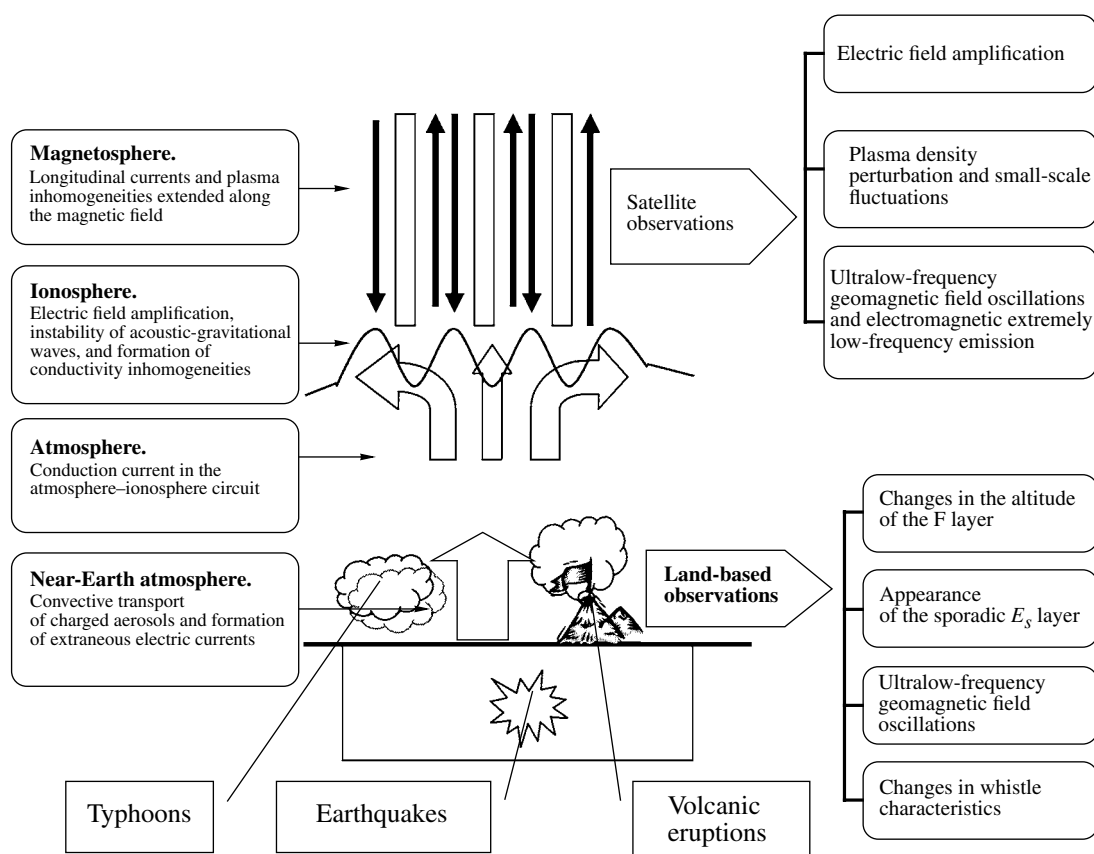 Magnetosphere.
Longitudinal currents and plasma
inhomogeneities extended along
the magnetic field
Ionosphere.
Electric field amplification,
instability of acoustic-gravitational
waves, and formation of
conductivity inhomogeneities
Atmosphere.
Conduction current in the
atmosphere–ionosphere circuit
Near-Earth atmosphere.
Convective transport
of charged aerosols and formation
of extraneous electric currents
Satellite
observations
Electric field amplification
Plasma density
perturbation and small-scale
fluctuations
Ultralow-frequency
geomagnetic field oscillations
and electromagnetic extremely
low-frequency emission
Land-based
observations
Changes in the altitude
of the F layer
Appearance
of the sporadic E_s layer
Ultralow-frequency
geomagnetic field
oscillations
Changes in whistle
characteristics
Typhoons
Earthquakes
Volcanic
eruptions